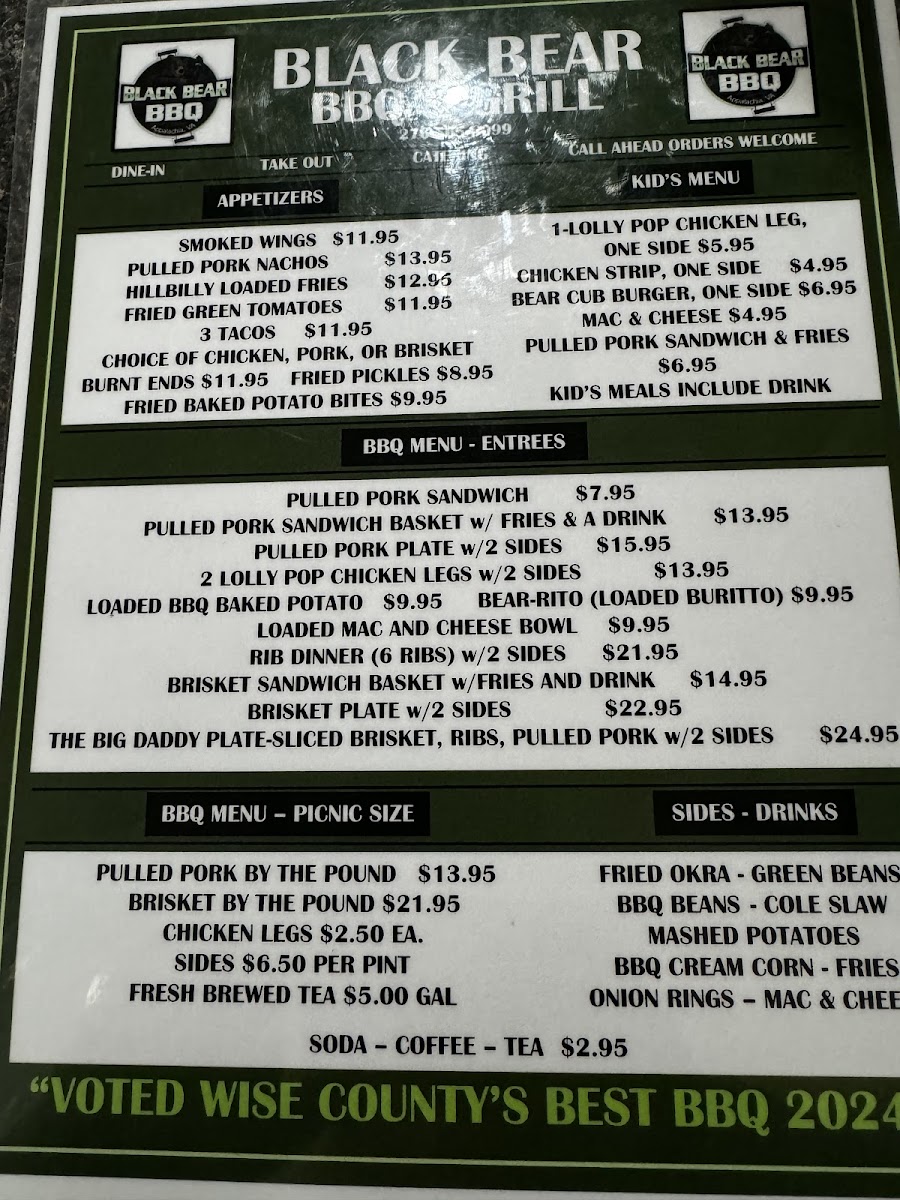 BLACK BEAR
BBQ
Appalachia, VA
BLACK BEAR
BBQ GRILL
BLACK BEAR
BBQ
DINE-IN TAKE OUT CATERING CALL AHEAD ORDERS WELCOME
APPETIZERS
SMOKED WINGS $11.95
PULLED PORK NACHOS $13.95
HILLBILLY LOADED FRIES $12.95
FRIED GREEN TOMATOES $11.95
3 TACOS $11.95
CHOICE OF CHICKEN, PORK, OR BRISKET
BURNT ENDS $11.95 FRIED PICKLES $8.95
FRIED BAKED POTATO BITES $9.95
KID'S MENU
1-LOLLY POP CHICKEN LEG,
ONE SIDE $5.95
CHICKEN STRIP, ONE SIDE $4.95
BEAR CUB BURGER, ONE SIDE $6.95
MAC & CHEESE $4.95
PULLED PORK SANDWICH & FRIES
$6.95
KID'S MEALS INCLUDE DRINK
BBQ MENU - ENTREES
PULLED PORK SANDWICH $7.95
PULLED PORK SANDWICH BASKET w/ FRIES & A DRINK $13.95
PULLED PORK PLATE w/2 SIDES $15.95
2 LOLLY POP CHICKEN LEGS w/2 SIDES $13.95
LOADED BBQ BAKED POTATO $9.95 BEAR-RITO (LOADED BURITTO) $9.95
LOADED MAC AND CHEESE BOWL $9.95
RIB DINNER (6 RIBS) w/2 SIDES $21.95
BRISKET SANDWICH BASKET w/FRIES AND DRINK $14.95
BRISKET PLATE w/2 SIDES $22.95
THE BIG DADDY PLATE-SLICED BRISKET, RIBS, PULLED PORK w/2 SIDES $24.95
BBQ MENU – PICNIC SIZE
PULLED PORK BY THE POUND $13.95
BRISKET BY THE POUND $21.95
CHICKEN LEGS $2.50 EA.
SIDES $6.50 PER PINT
FRESH BREWED TEA $5.00 GAL
SIDES - DRINKS
FRIED OKRA - GREEN BEANS
BBQ BEANS - COLE SLAW
MASHED POTATOES
BBQ CREAM CORN - FRIES
ONION RINGS – MAC & CHEE
SODA – COFFEE – TEA $2.95
"VOTED WISE COUNTY'S BEST BBQ 2024